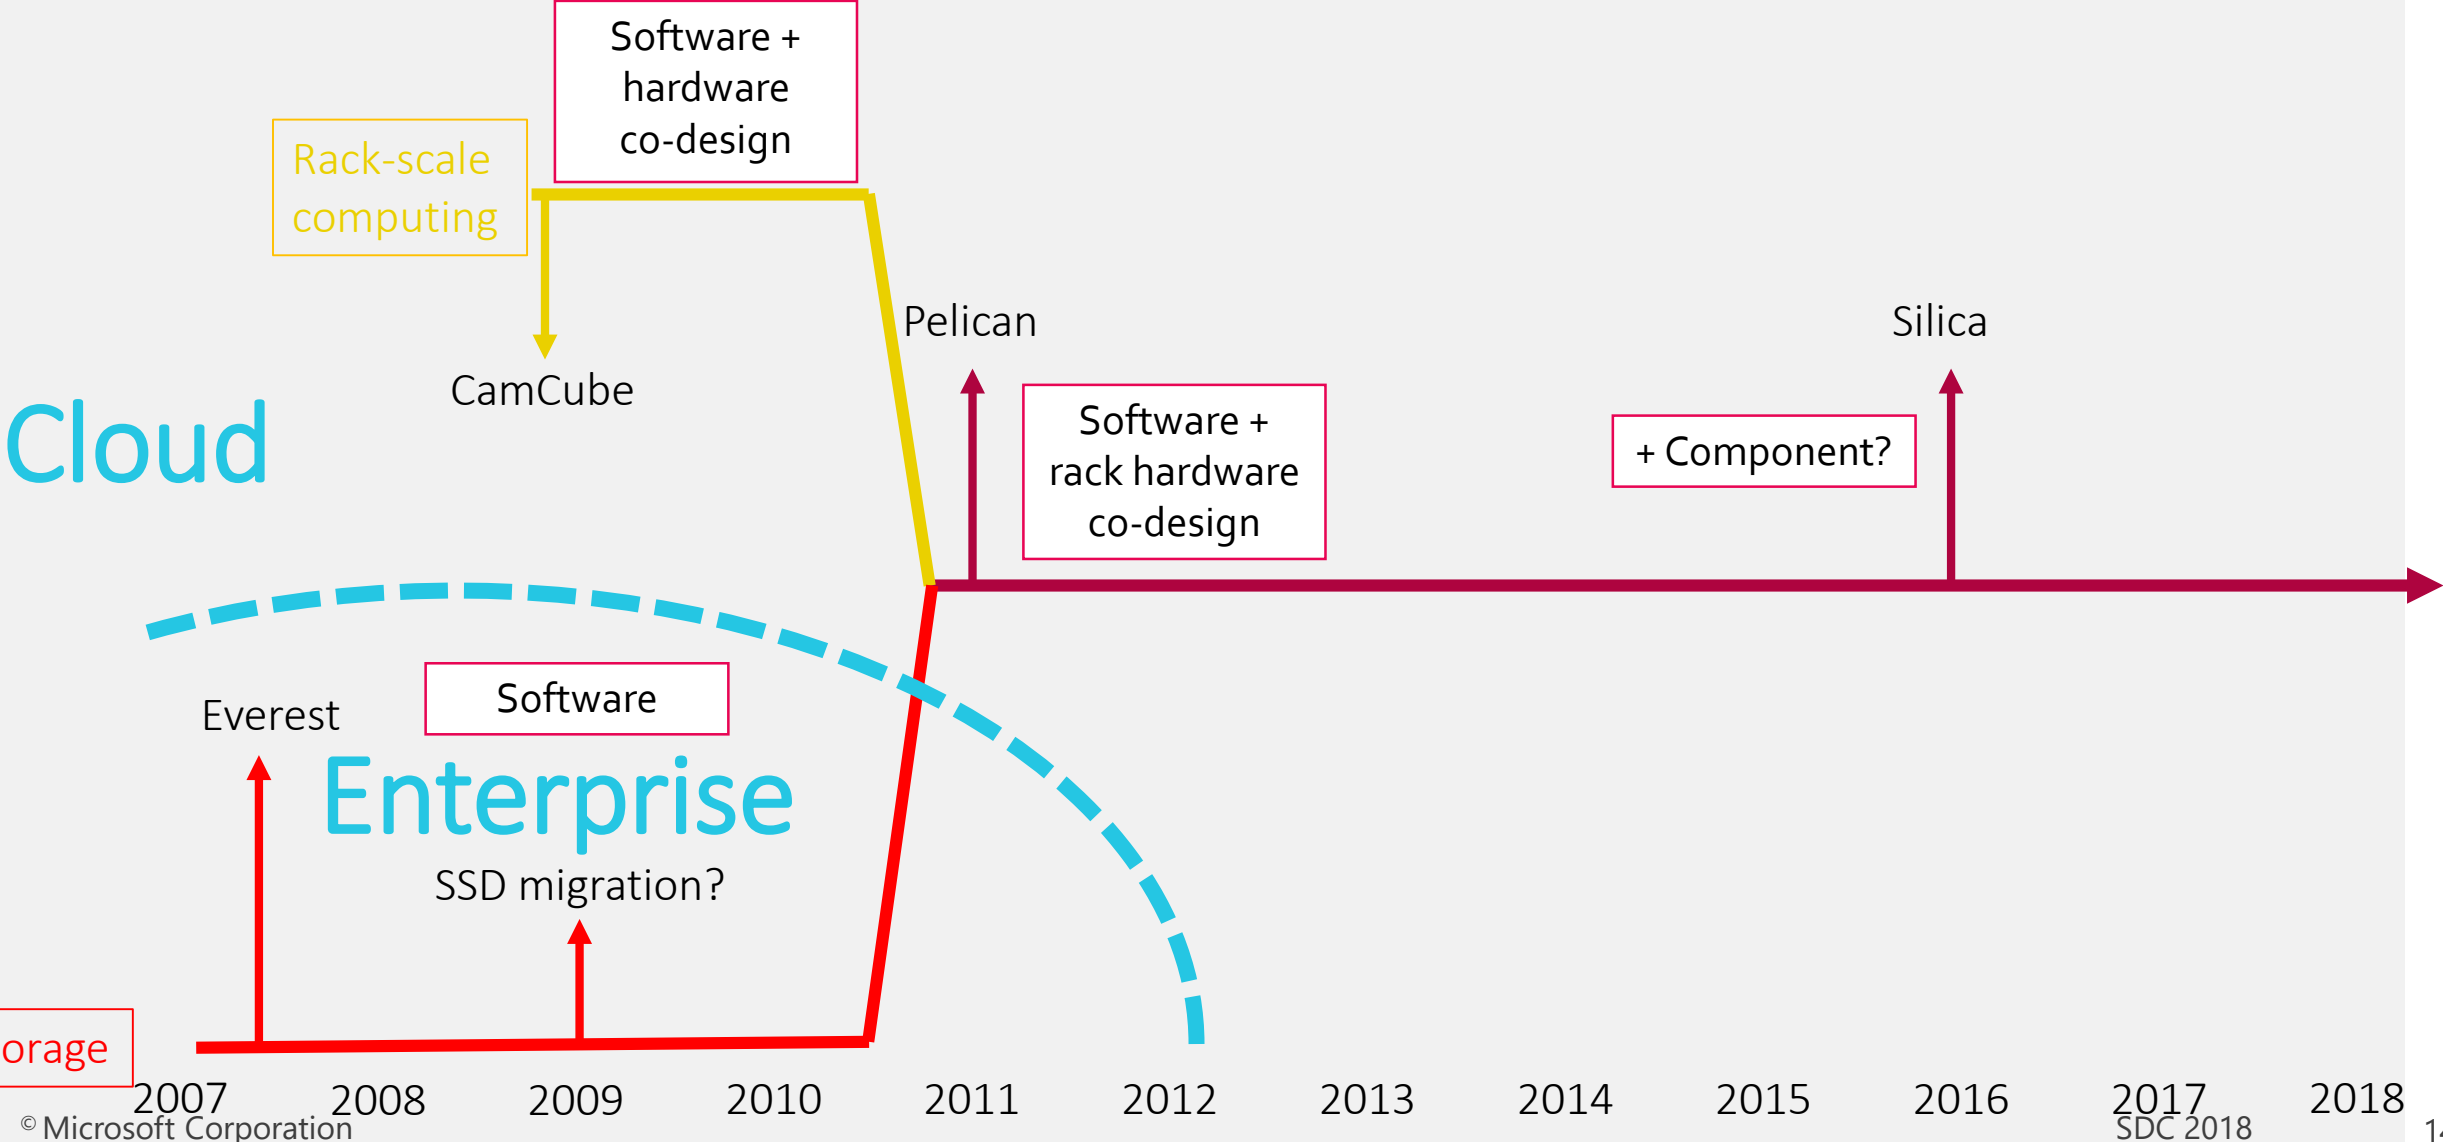 Software +
hardware
co-design
Rack-scale
computing
Pelican
Silica
CamCube
Cloud
Software +
rack hardware
co-design
+ Component?
Software
Everest
Enterprise
SSD migration?
orage
2007 2008 2009 2010 2011 2012 2013 2014 2015 2016 2017 2018
© Microsoft Corporation
SDC 2018